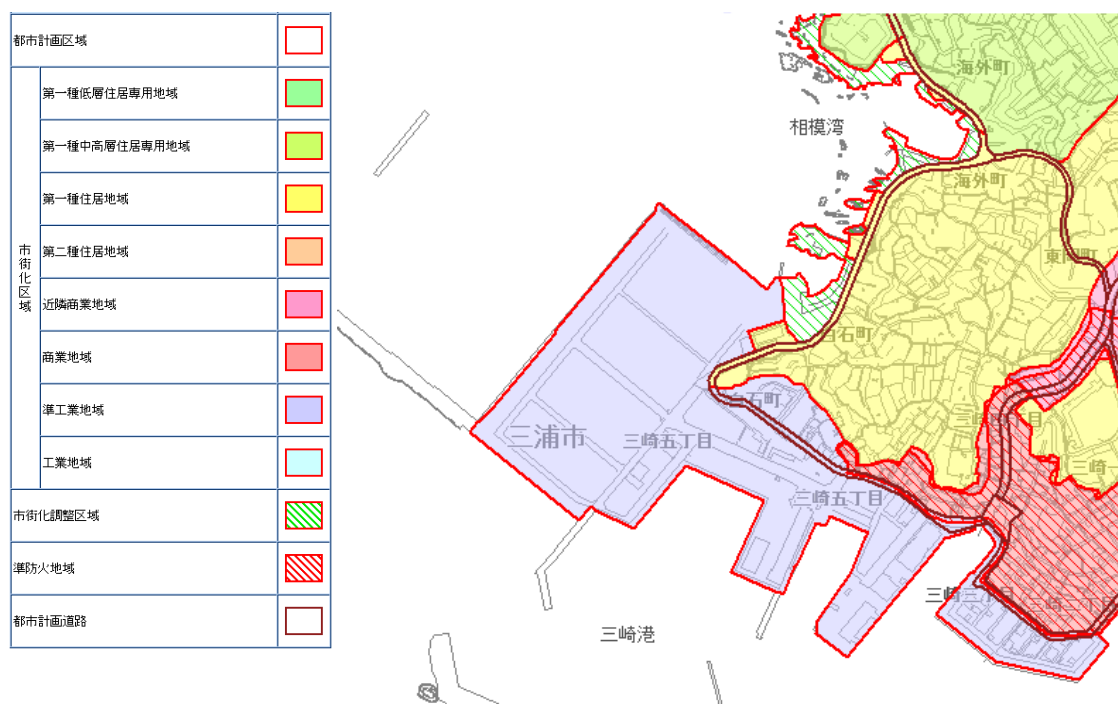 都市計画区域
市街化区域
第一種低層住居専用地域
第一種中高層住居専用地域
第一種住居地域
第二種住居地域
近隣商業地域
商業地域
準工業地域
工業地域
市街化調整区域
準防火地域
都市計画道路
海外町
相模湾
海外町
白石町
白石町
三浦市
三崎五丁目
三崎五丁目
三崎
三崎港